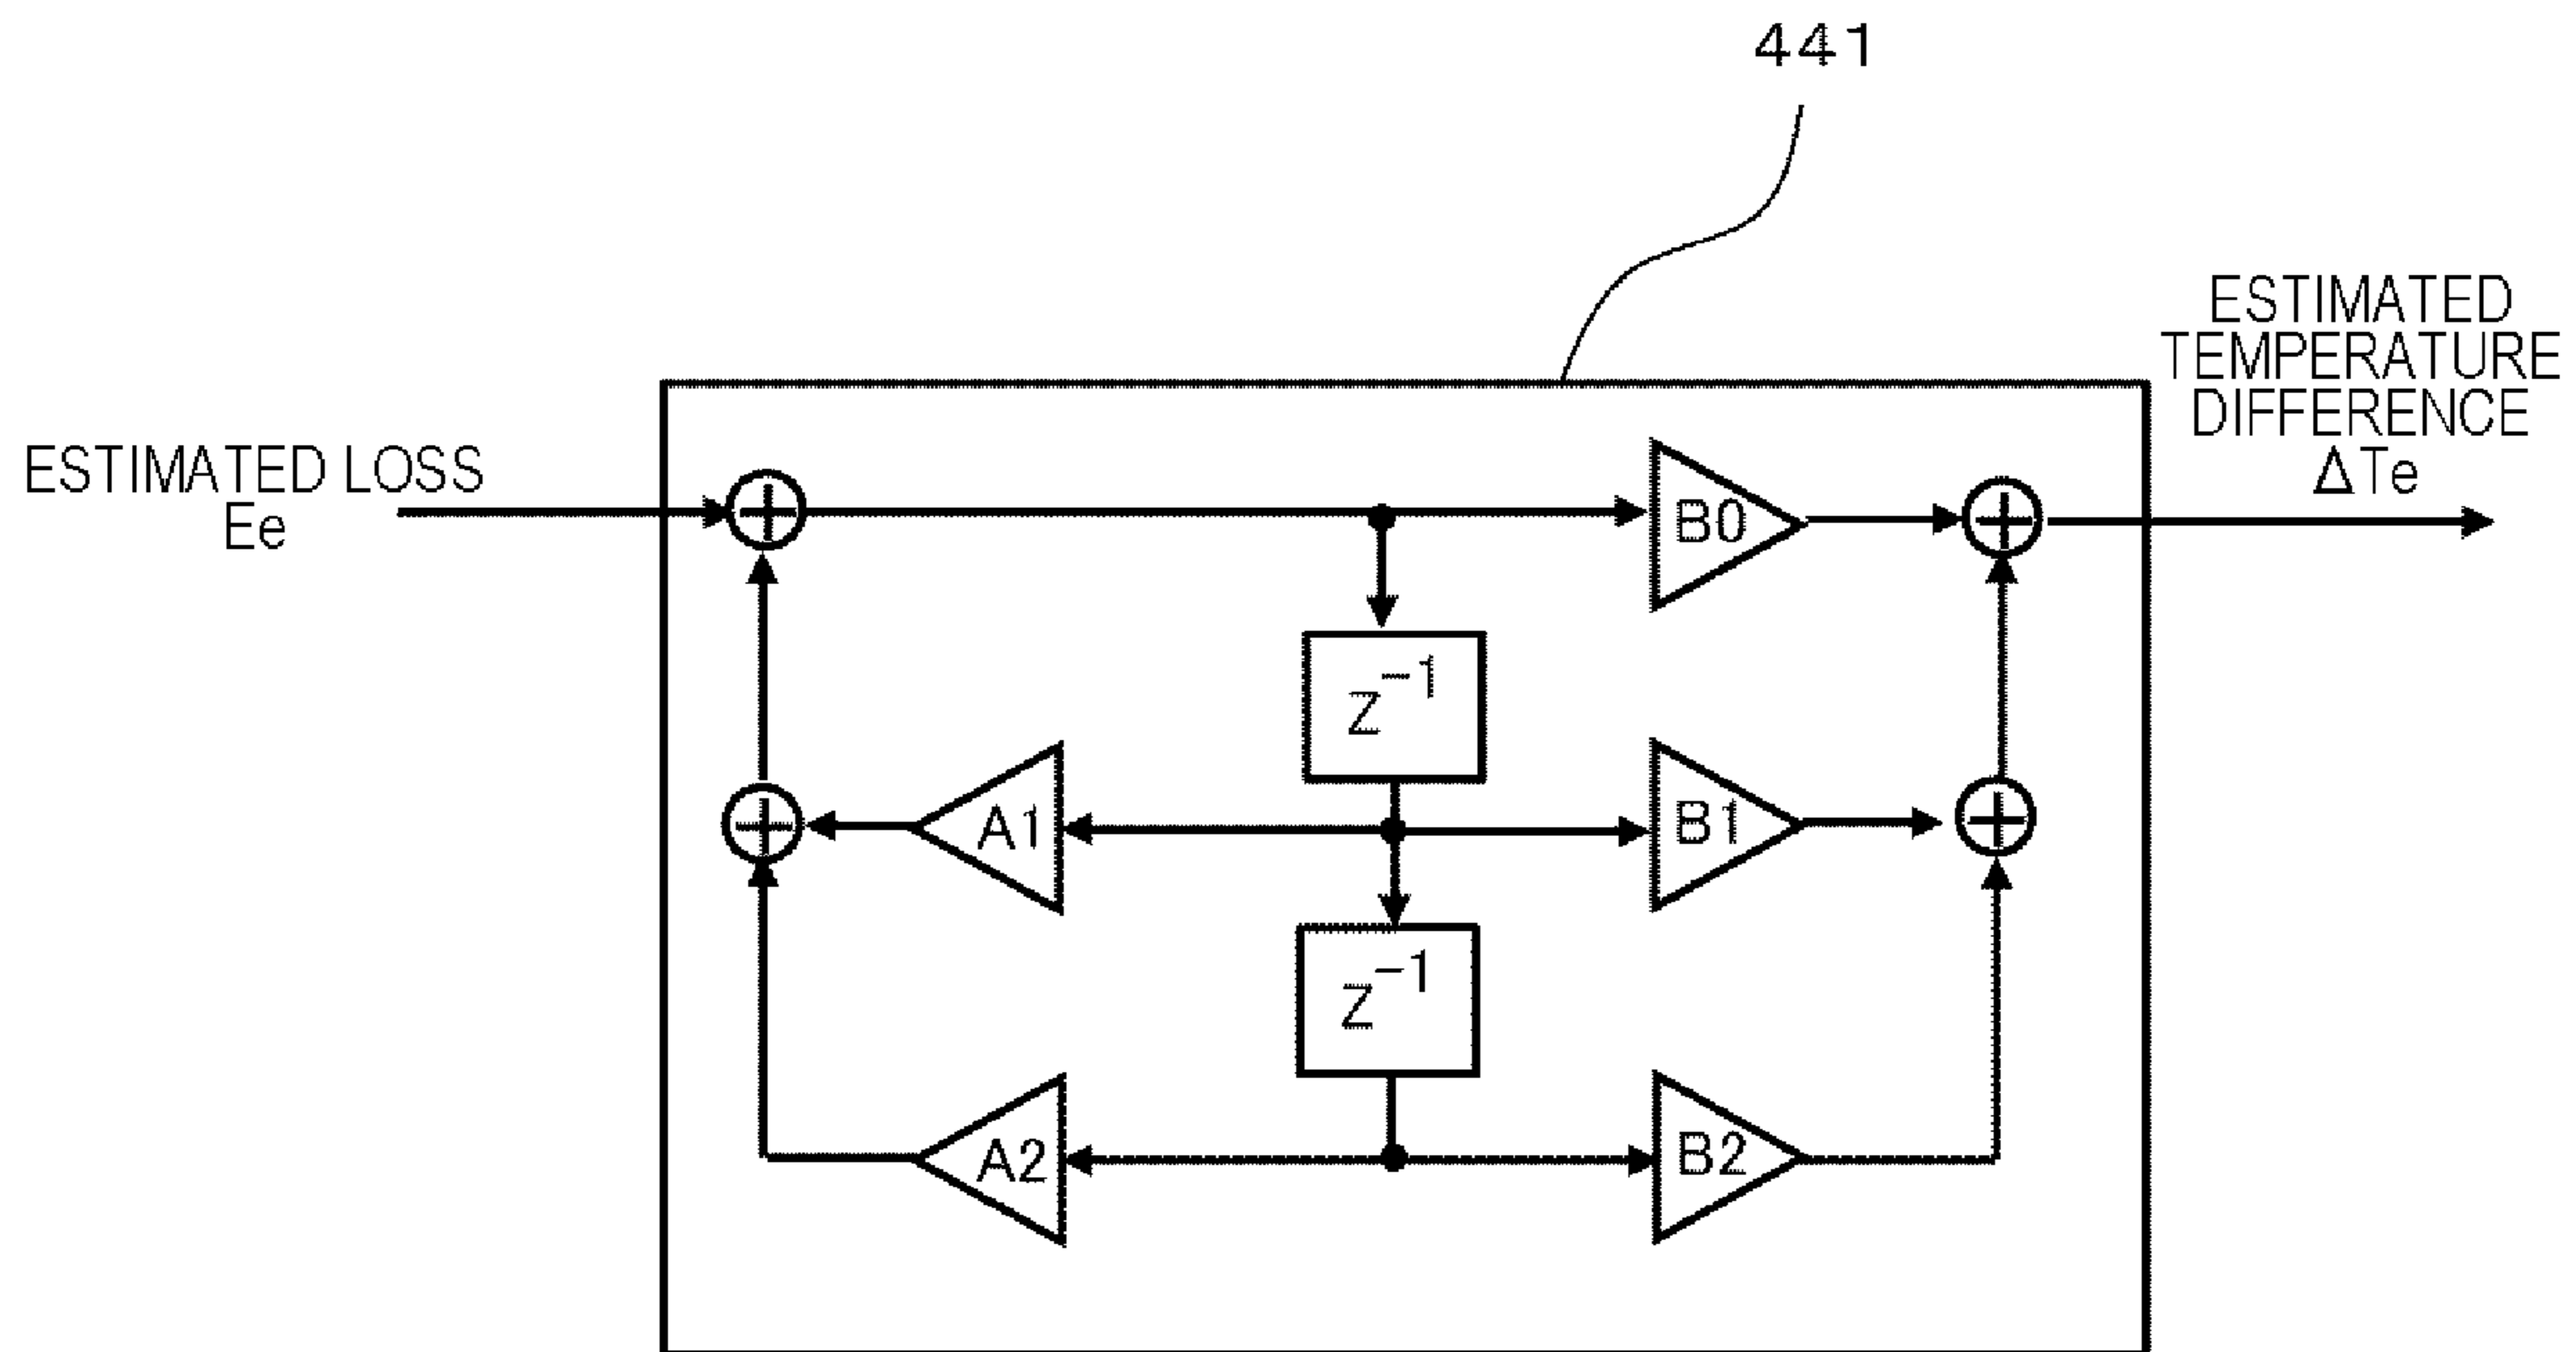 441
ESTIMATED LOSS
Ee
ESTIMATED
TEMPERATURE
DIFFERENCE
ΔTe
B0
Z⁻¹
A1
B1
Z⁻¹
A2
B2